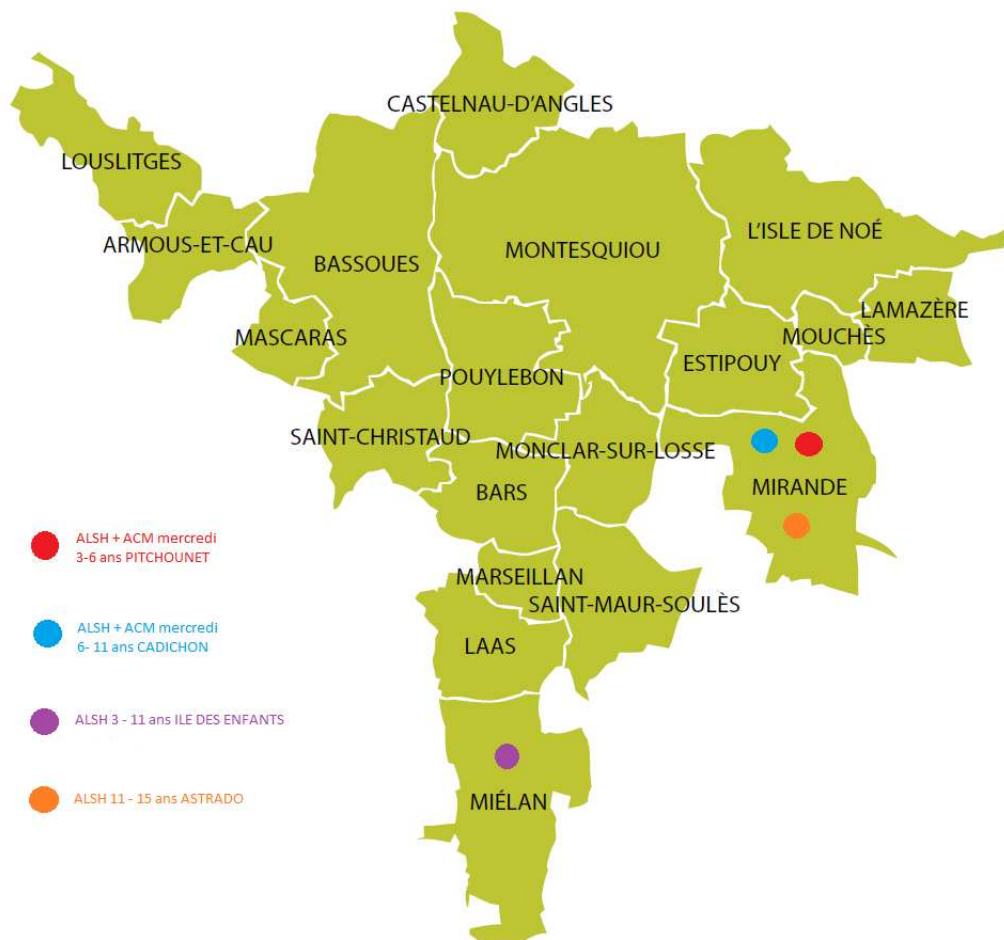 CASTELNAU-D'ANGLES
LOUSLITGES
ARMOUS-ET-CAU
BASSOUES
MONTESQUIOU
L'ISLE DE NOÉ
LAMAZÈRE
MOUCHÈS
MASCARAS
ESTIPOUY
POUYLEBON
SAINT-CHRISTAUD
MONCLAR-SUR-LOSSE
BARS
MIRANDE
MARSEILLAN
SAINT-MAUR-SOULÈS
LAAS
MIÉLAN
ALSH + ACM mercredi
3-6 ans PITCHOUNET
ALSH + ACM mercredi
6- 11 ans CADICHON
ALSH 3 - 11 ans ILE DES ENFANTS
ALSH 11 - 15 ans ASTRADO